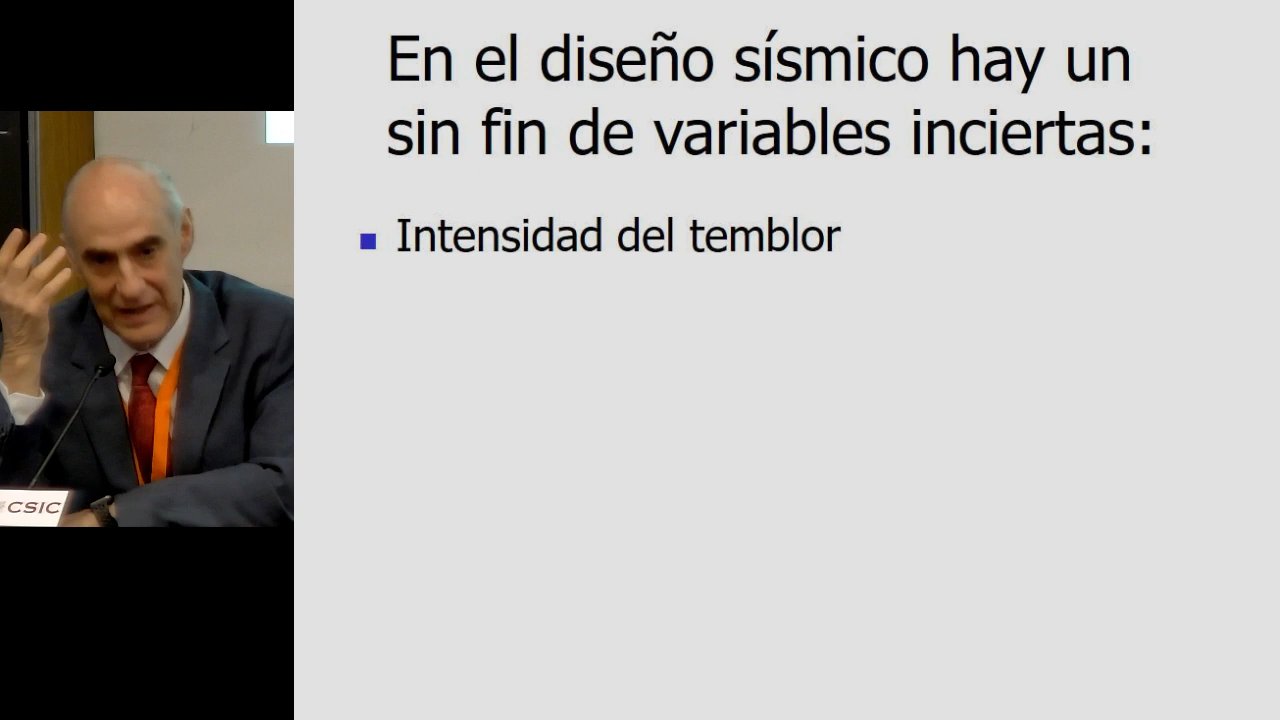 En el diseño sísmico hay un
sin fin de variables inciertas:
Intensidad del temblor
CSIC